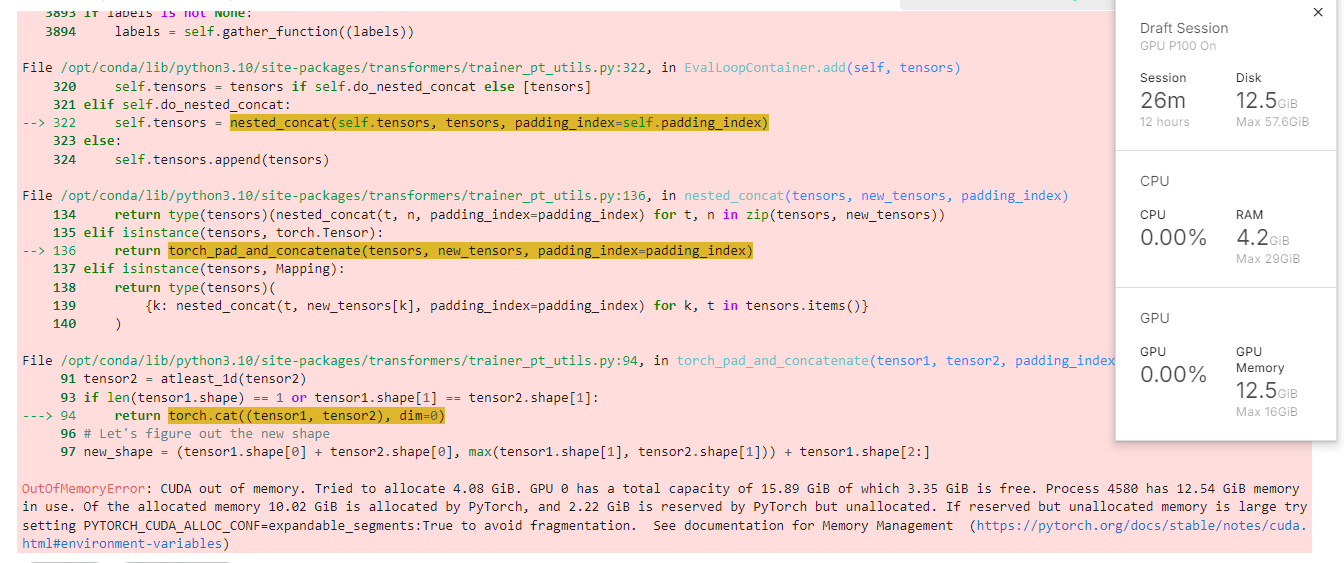 3893 if labels is not None:
3894     labels = self.gather_function((labels))
File /opt/conda/lib/python3.10/site-packages/transformers/trainer_pt_utils.py:322, in EvalLoopContainer.add(self, tensors)
320     self.tensors = tensors if self.do_nested_concat else [tensors]
321 elif self.do_nested_concat:
--> 322     self.tensors = nested_concat(self.tensors, tensors, padding_index=self.padding_index)
323 else:
324     self.tensors.append(tensors)
File /opt/conda/lib/python3.10/site-packages/transformers/trainer_pt_utils.py:136, in nested_concat(tensors, new_tensors, padding_index)
134     return type(tensors)(nested_concat(t, n, padding_index=padding_index) for t, n in zip(tensors, new_tensors))
135 elif isinstance(tensors, torch.Tensor):
--> 136     return torch_pad_and_concatenate(tensors, new_tensors, padding_index=padding_index)
137 elif isinstance(tensors, Mapping):
138     return type(tensors)(
139         {k: nested_concat(t, new_tensors[k], padding_index=padding_index) for k, t in tensors.items()}
140     )
File /opt/conda/lib/python3.10/site-packages/transformers/trainer_pt_utils.py:94, in torch_pad_and_concatenate(tensor1, tensor2, padding_index
91 tensor2 = atleast_1d(tensor2)
93 if len(tensor1.shape) == 1 or tensor1.shape[1] == tensor2.shape[1]:
---> 94     return torch.cat((tensor1, tensor2), dim=0)
96 # Let's figure out the new shape
97 new_shape = (tensor1.shape[0] + tensor2.shape[0], max(tensor1.shape[1], tensor2.shape[1])) + tensor1.shape[2:]
OutOfMemoryError: CUDA out of memory. Tried to allocate 4.08 GiB. GPU 0 has a total capacity of 15.89 GiB of which 3.35 GiB is free. Process 4580 has 12.54 GiB memory
in use. Of the allocated memory 10.02 GiB is allocated by PyTorch, and 2.22 GiB is reserved by PyTorch but unallocated. If reserved but unallocated memory is large try
setting PYTORCH_CUDA_ALLOC_CONF=expandable_segments:True to avoid fragmentation.  See documentation for Memory Management  (https://pytorch.org/docs/stable/notes/cuda.
html#environment-variables)
×
Draft Session
GPU P100 On
Session Disk
26m 12.5GiB
12 hours Max 57.6GiB
CPU
CPU RAM
0.00% 4.2GiB
Max 29GiB
GPU
GPU GPU
Memory
0.00% 12.5GiB
Max 16GiB